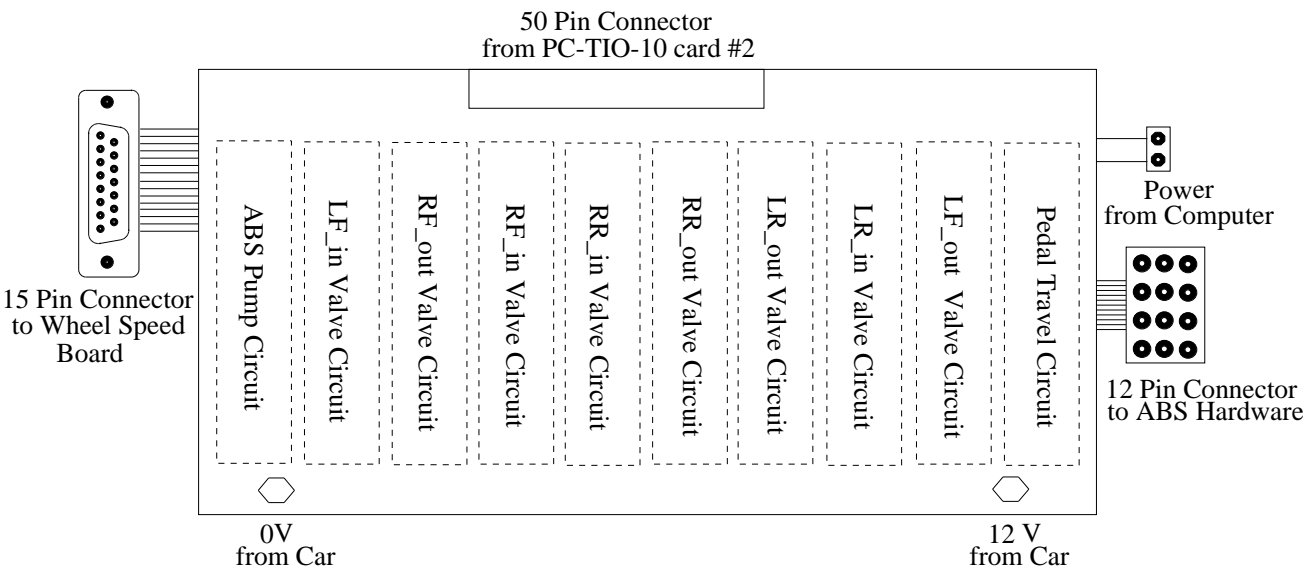 50 Pin Connector
from PC-TIO-10 card #2
15 Pin Connector
to Wheel Speed
Board
ABS Pump Circuit
LF_in Valve Circuit
RF_out Valve Circuit
RF_in Valve Circuit
RR_in Valve Circuit
RR_out Valve Circuit
LR_out Valve Circuit
LR_in Valve Circuit
LF_out Valve Circuit
Pedal Travel Circuit
Power
from Computer
12 Pin Connector
to ABS Hardware
0V
from Car
12 V
from Car